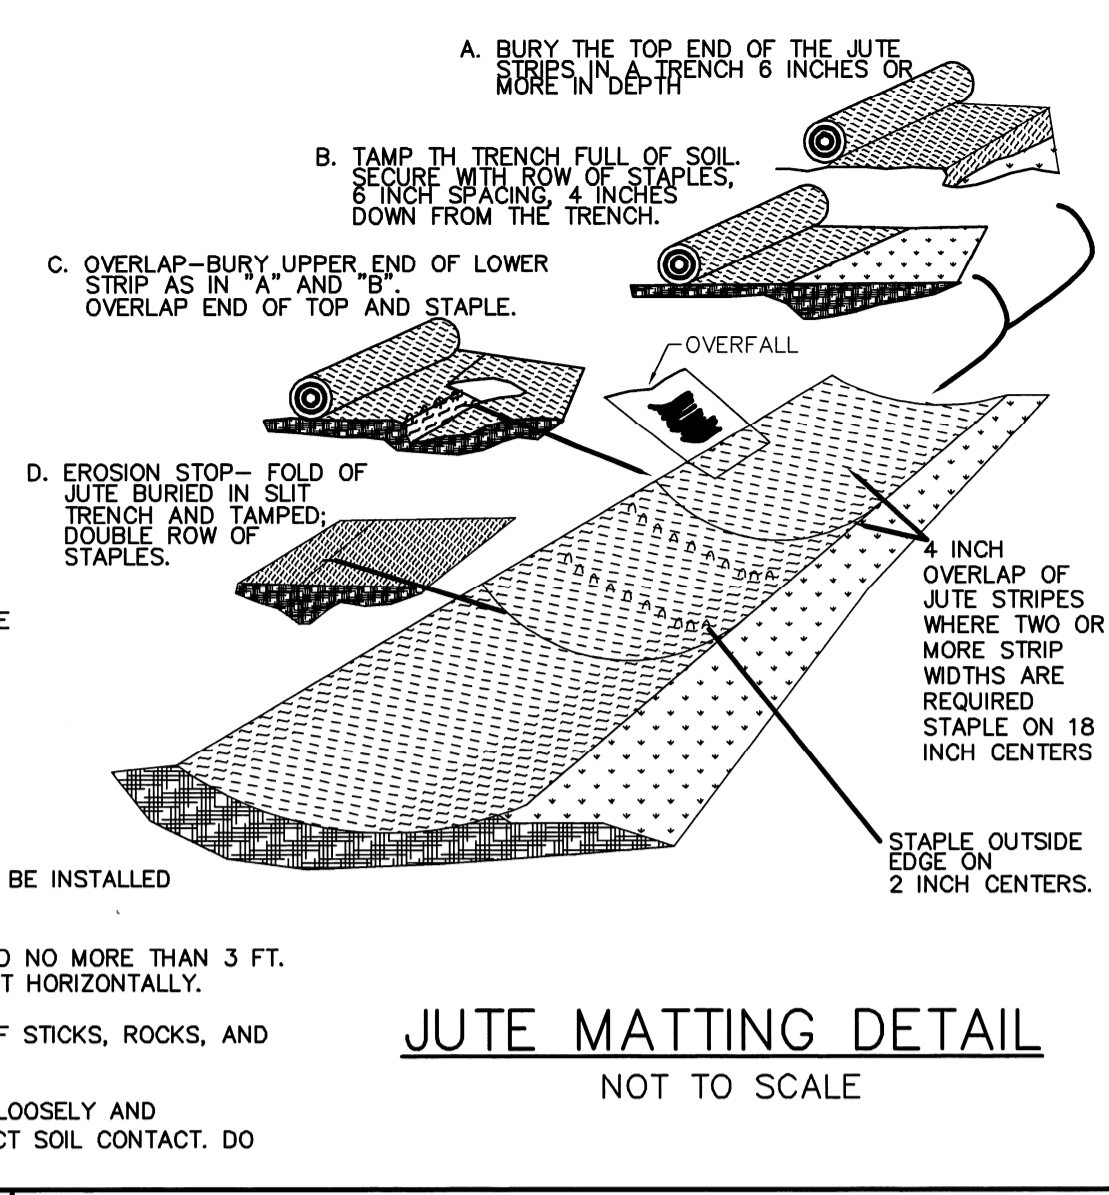 A. BURY THE TOP END OF THE JUTE
STRIPS IN A TRENCH 6 INCHES OR
MORE IN DEPTH
B. TAMP TH TRENCH FULL OF SOIL.
SECURE WITH ROW OF STAPLES,
6 INCH SPACING, 4 INCHES
DOWN FROM THE TRENCH.
C. OVERLAP-BURY UPPER END OF LOWER
STRIP AS IN "A" AND "B".
OVERLAP END OF TOP AND STAPLE.
OVERFALL
D. EROSION STOP- FOLD OF
JUTE BURIED IN SLIT
TRENCH AND TAMPED;
DOUBLE ROW OF
STAPLES.
4 INCH
OVERLAP OF
JUTE STRIPES
WHERE TWO OR
MORE STRIP
WIDTHS ARE
REQUIRED
STAPLE ON 18
INCH CENTERS
STAPLE OUTSIDE
EDGE ON
2 INCH CENTERS.
E
BE INSTALLED
NO MORE THAN 3 FT.
T HORIZONTALLY.
F STICKS, ROCKS, AND
LOOSELY AND
CT SOIL CONTACT. DO
JUTE MATTING DETAIL
NOT TO SCALE